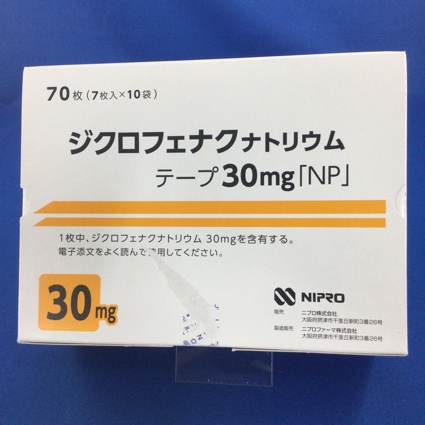 70枚(7枚入×10袋)
ジクロフェナクナトリウム
テープ30mg「NP」
1枚中、ジクロフェナクナトリウム 30mgを含有する。
電子添文をよく読んで使用してください。
30mg
NIPRO
販売 ニプロ株式会社
大阪府摂津市千里丘新町3番26号
製造販売 ニプロファーマ株式会社
大阪府摂津市千里丘新町3番26号